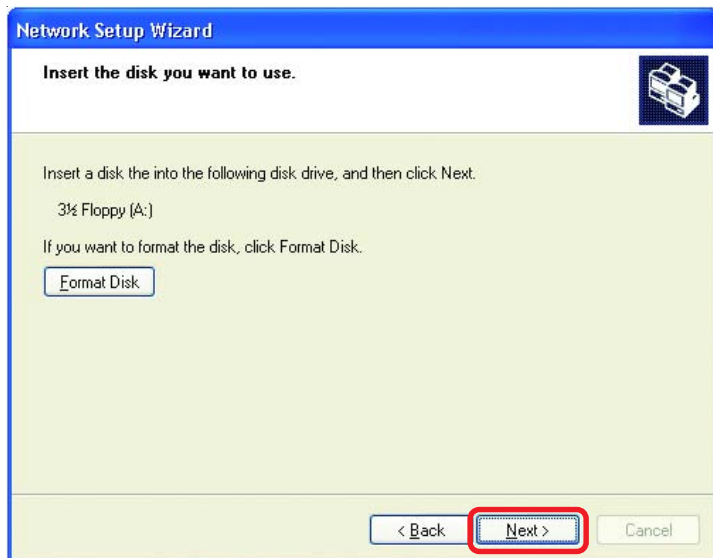 Network Setup Wizard
Insert the disk you want to use.
Insert a disk the into the following disk drive, and then click Next.
3½ Floppy (A:)
If you want to format the disk, click Format Disk.
Format Disk
< Back
Next >
Cancel